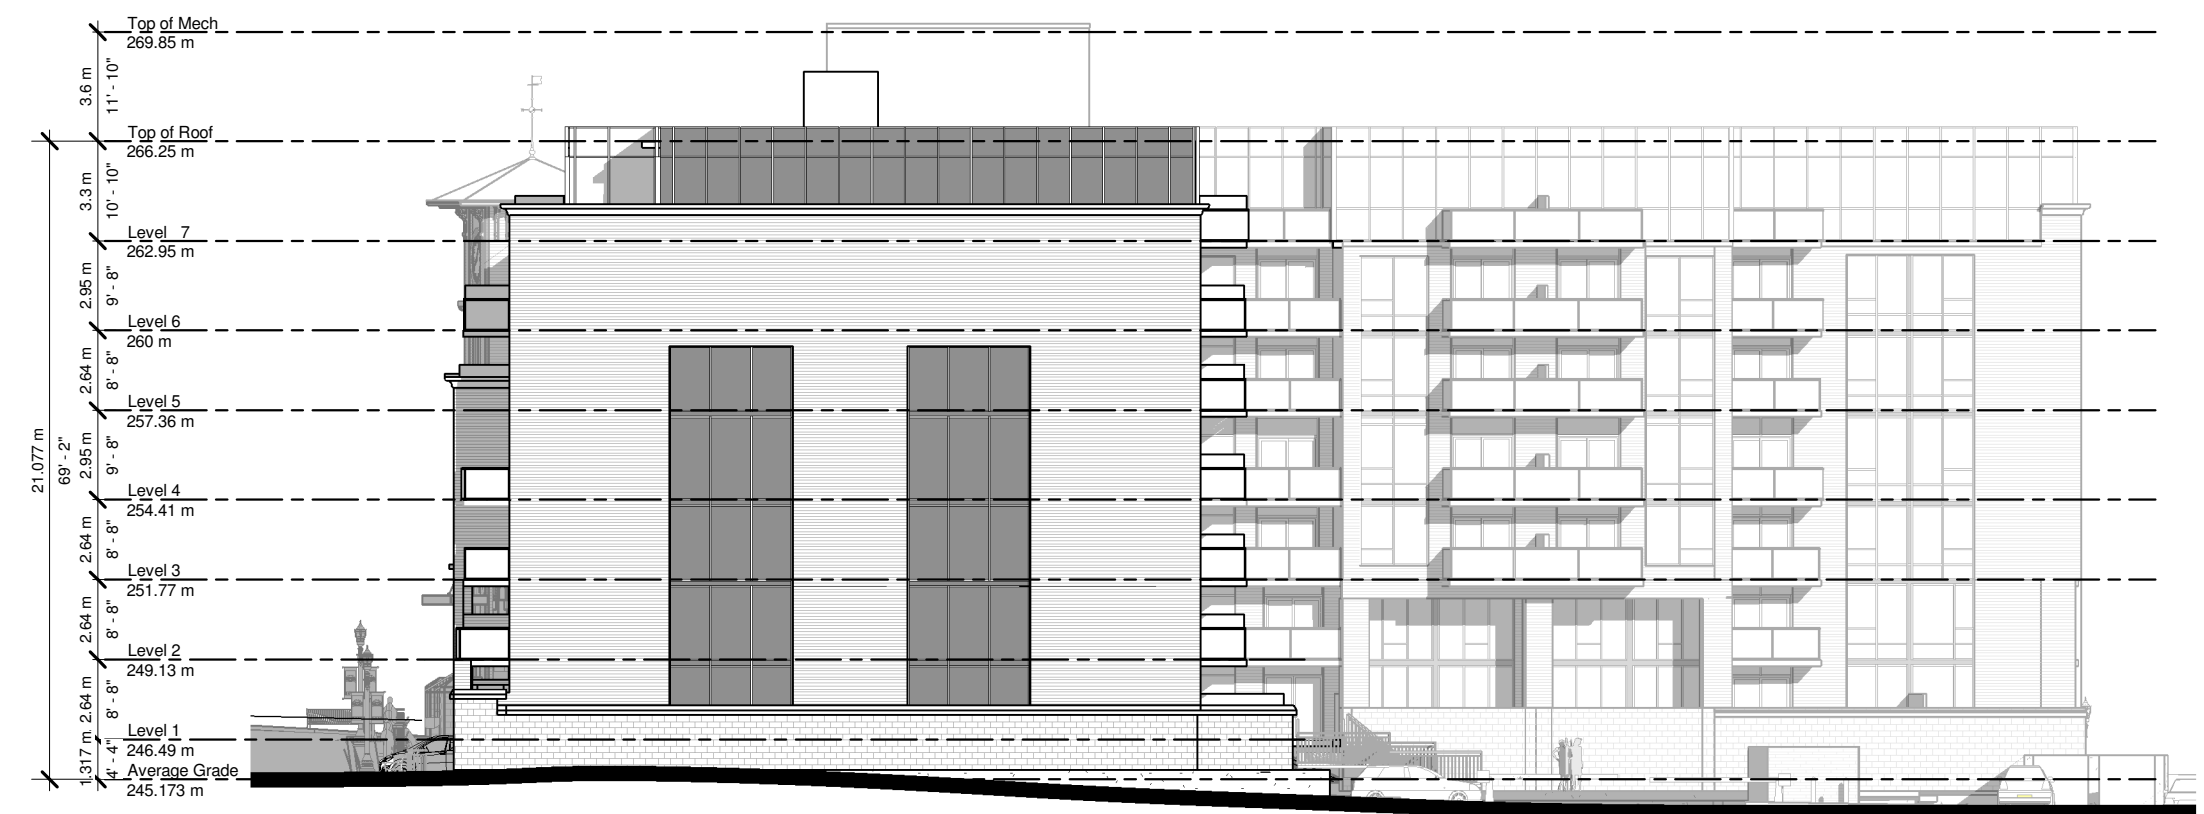 Top of Mech
269.85 m
3.6 m
11' - 10"
Top of Roof
266.25 m
3.3 m
10' - 10"
Level 7
262.95 m
2.95 m
9' - 8"
Level 6
260 m
2.64 m
8' - 8"
Level 5
257.36 m
21.077 m
69' - 2"
2.95 m
9' - 8"
Level 4
254.41 m
2.64 m
8' - 8"
Level 3
251.77 m
2.64 m
8' - 8"
Level 2
249.13 m
2.64 m
8' - 8"
Level 1
246.49 m
1.317 m
4' - 4"
Average Grade
245.173 m